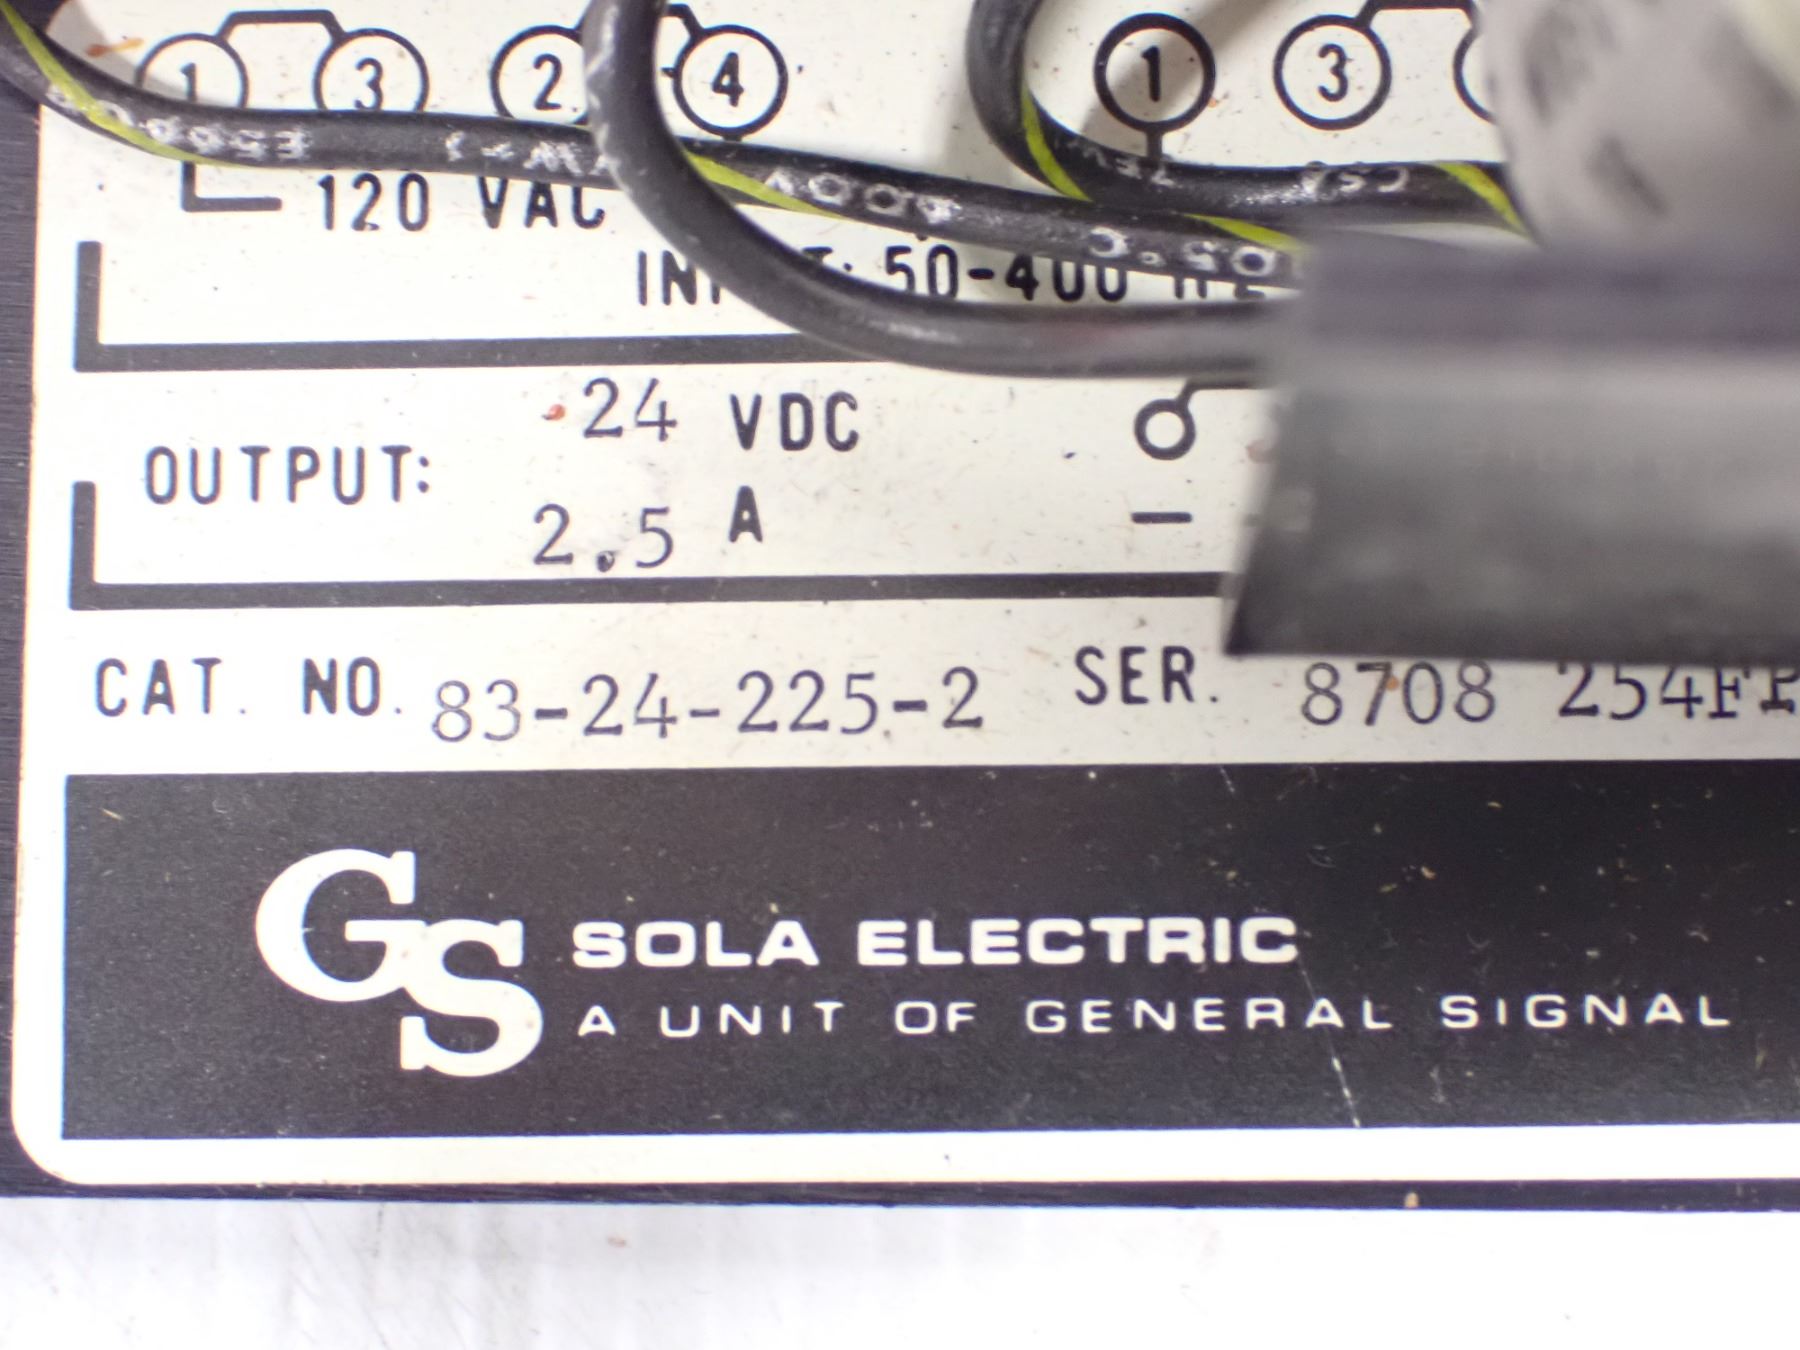 1 3 2 4 1 3
120 VAC
50-400
24 VDC
OUTPUT:
2.5 A
-
CAT. NO. 83-24-225-2 SER. 8708
GS SOLA ELECTRIC
A UNIT OF GENERAL SIGNAL